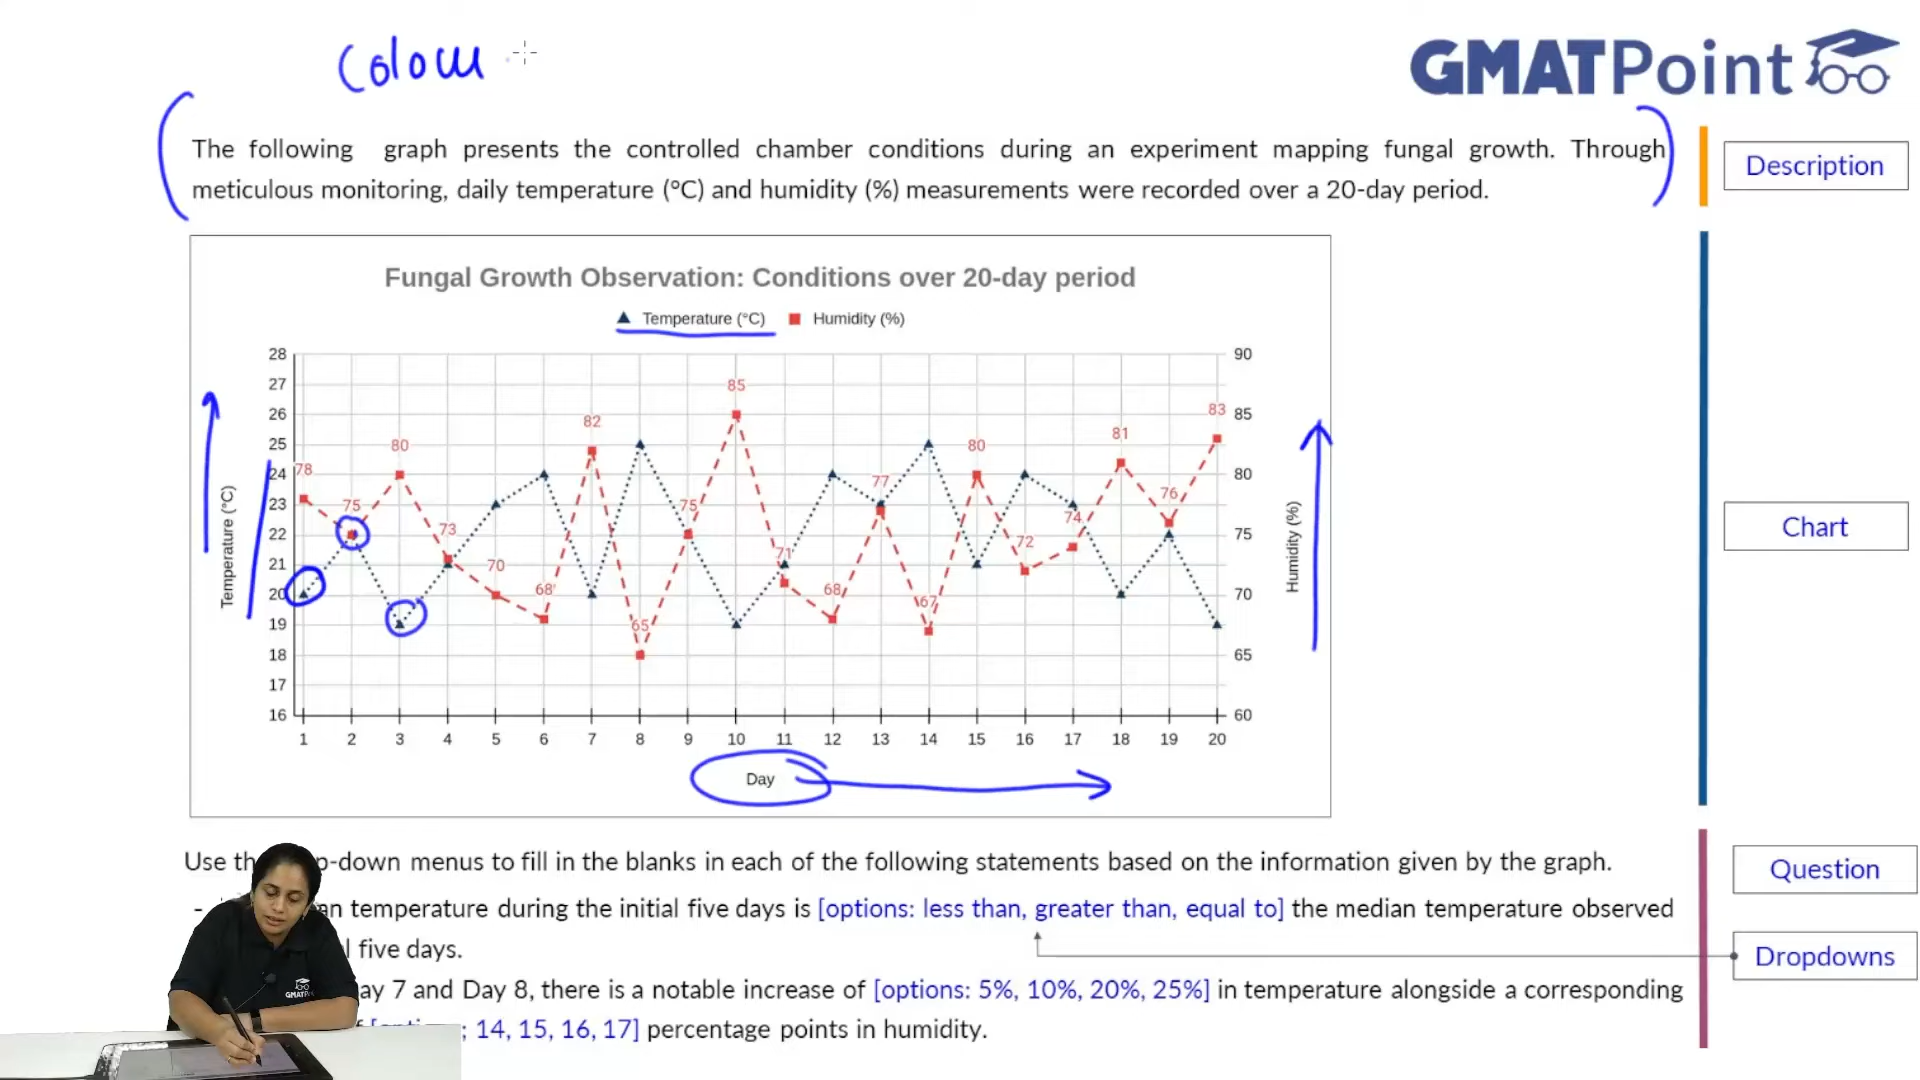 Colou
GMATPoint
The following graph presents the controlled chamber conditions during an experiment mapping fungal growth. Through
meticulous monitoring, daily temperature (°C) and humidity (%) measurements were recorded over a 20-day period.
Description
Fungal Growth Observation: Conditions over 20-day period
Temperature (°C) Humidity (%)
28 27 26 25 24 23 22 21 20 19 18 17 16
Temperature (°C)
78 75 80 73 70 68 82 65 75 85 71 68 77 67 80 72 74 81 76 83
90 85 80 75 70 65 60
Humidity (%)
1 2 3 4 5 6 7 8 9 10 11 12 13 14 15 16 17 18 19 20
Day
Chart
Use the -down menus to fill in the blanks in each of the following statements based on the information given by the graph.
Question
- an temperature during the initial five days is [options: less than, greater than, equal to] the median temperature observed
l five days.
Dropdowns
ay 7 and Day 8, there is a notable increase of [options: 5%, 10%, 20%, 25%] in temperature alongside a corresponding
; 14, 15, 16, 17] percentage points in humidity.
GMATPoint